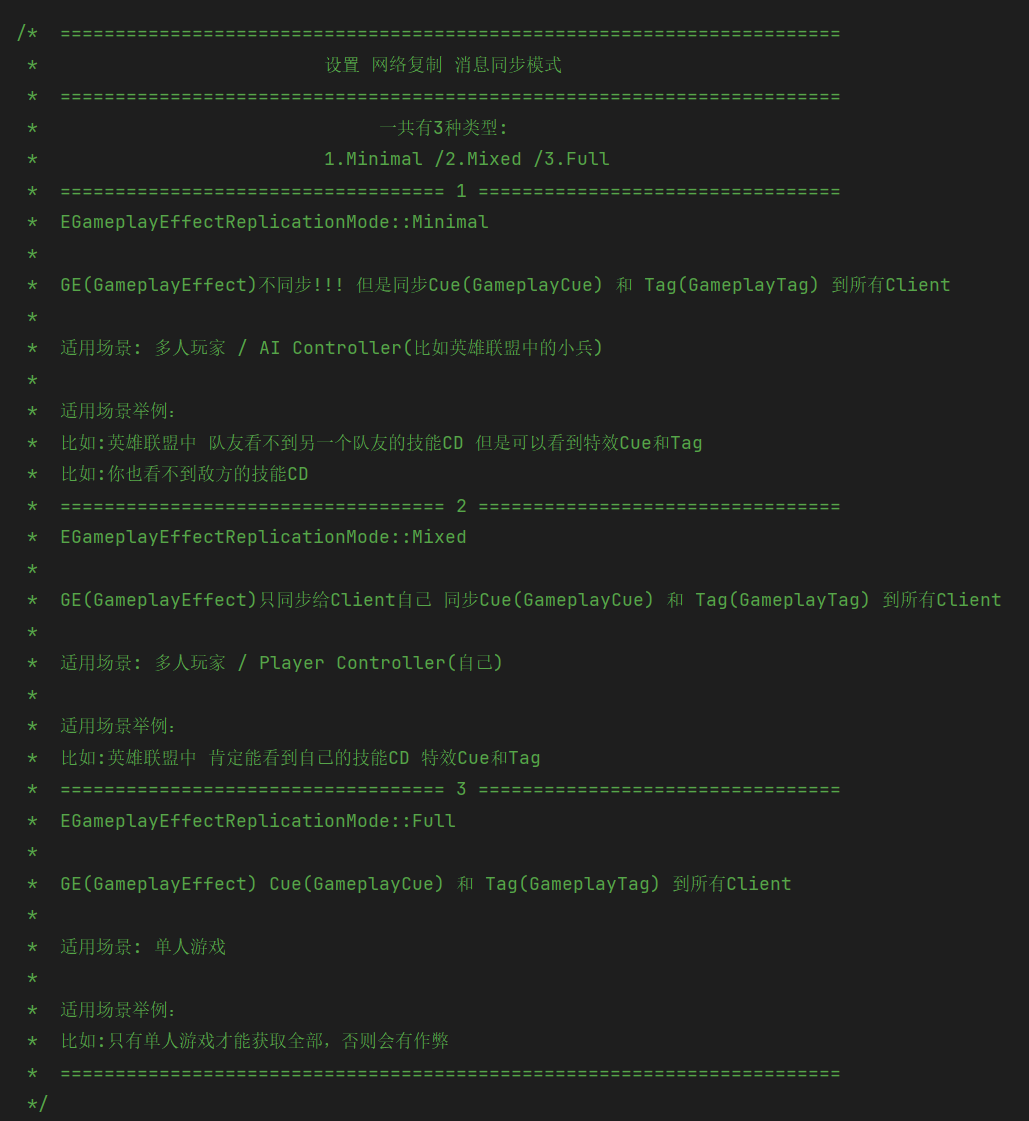 /* ======================================================================
* 设置 网络复制 消息同步模式
* ======================================================================
* 一共有3种类型:
* 1.Minimal /2.Mixed /3.Full
* ================================== 1 ================================
* EGameplayEffectReplicationMode::Minimal
*
* GE(GameplayEffect)不同步!!! 但是同步Cue(GameplayCue) 和 Tag(GameplayTag) 到所有Client
*
* 适用场景: 多人玩家 / AI Controller(比如英雄联盟中的小兵)
*
* 适用场景举例：
* 比如:英雄联盟中 队友看不到另一个队友的技能CD 但是可以看到特效Cue和Tag
* 比如:你也看不到敌方的技能CD
* ================================== 2 ================================
* EGameplayEffectReplicationMode::Mixed
*
* GE(GameplayEffect)只同步给Client自己 同步Cue(GameplayCue) 和 Tag(GameplayTag) 到所有Client
*
* 适用场景: 多人玩家 / Player Controller(自己)
*
* 适用场景举例：
* 比如:英雄联盟中 肯定能看到自己的技能CD 特效Cue和Tag
* ================================== 3 ================================
* EGameplayEffectReplicationMode::Full
*
* GE(GameplayEffect) Cue(GameplayCue) 和 Tag(GameplayTag) 到所有Client
*
* 适用场景: 单人游戏
*
* 适用场景举例：
* 比如:只有单人游戏才能获取全部，否则会有作弊
* ======================================================================
*/